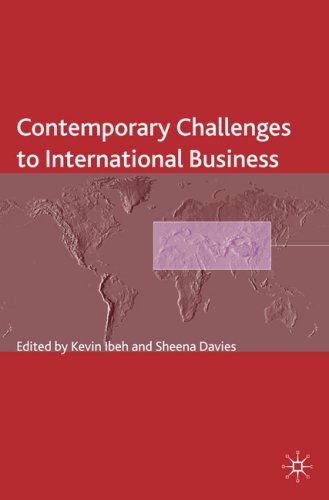 Contemporary Challenges
to International Business
Edited by Kevin Ibeh and Sheena Davies